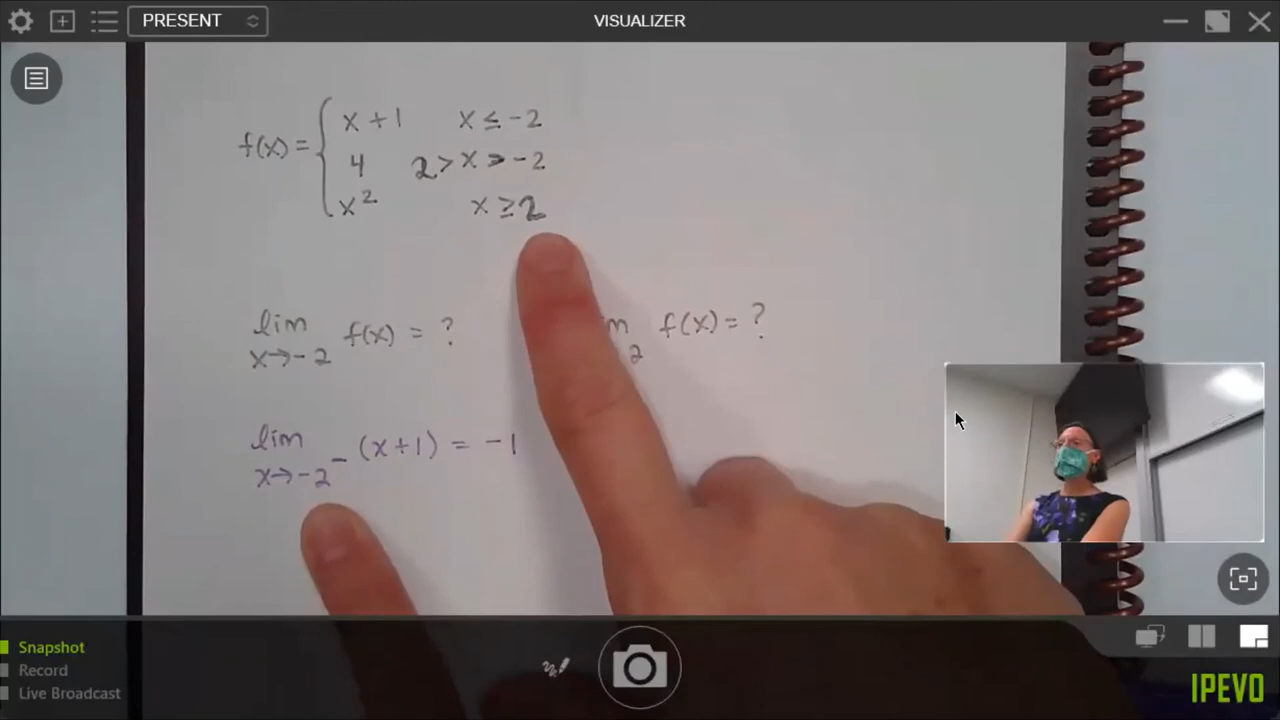 PRESENT
VISUALIZER
f(x) = { x + 1 x ≤ -2
4 2 > x > -2
x² x ≥ 2
lim f(x) = ?
x→-2
f(x) = ?
2
lim (x+1) = -1
x→-2⁻
Snapshot
Record
Live Broadcast
IPEVO